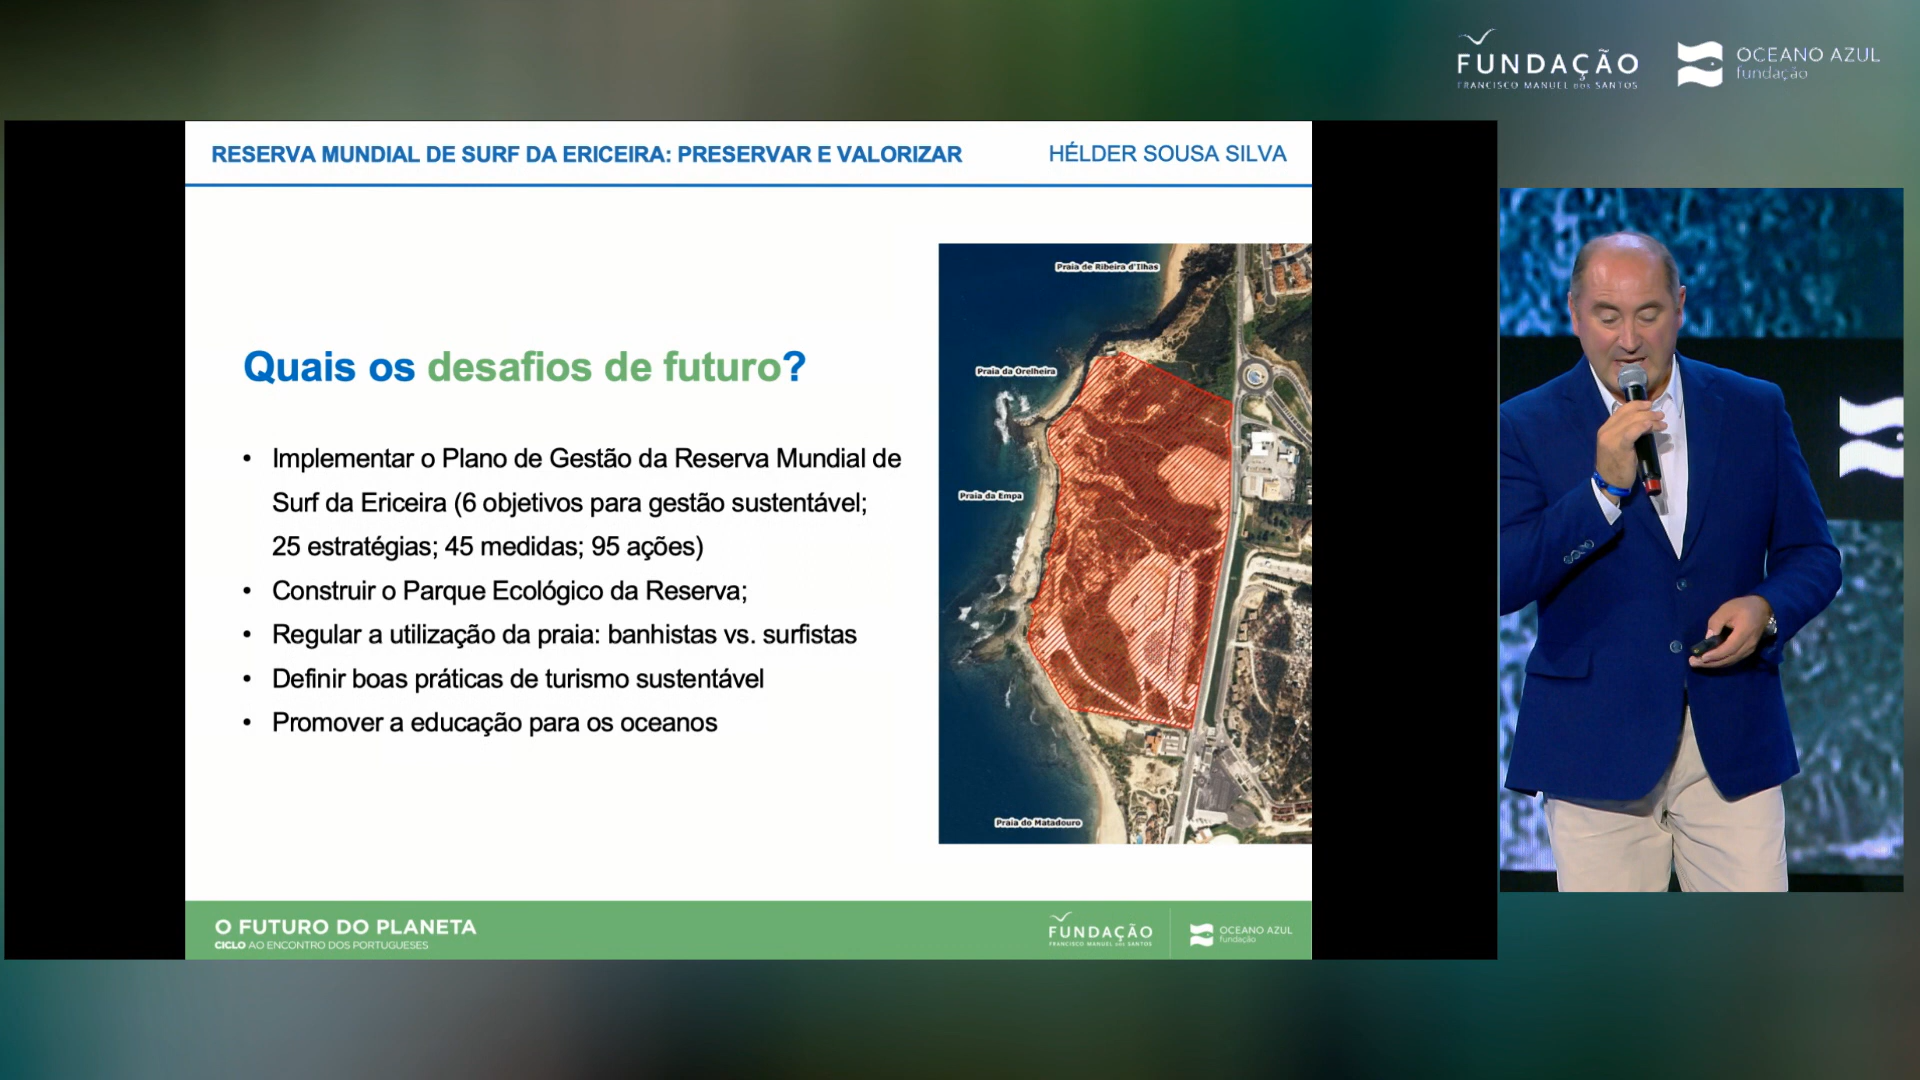 FUNDAÇÃO
FRANCISCO MANUEL DOS SANTOS
OCEANO AZUL
fundação
RESERVA MUNDIAL DE SURF DA ERICEIRA: PRESERVAR E VALORIZAR
HÉLDER SOUSA SILVA
Quais os desafios de futuro?
• Implementar o Plano de Gestão da Reserva Mundial de
Surf da Ericeira (6 objetivos para gestão sustentável;
25 estratégias; 45 medidas; 95 ações)
• Construir o Parque Ecológico da Reserva;
• Regular a utilização da praia: banhistas vs. surfistas
• Definir boas práticas de turismo sustentável
• Promover a educação para os oceanos
Praia de Ribeira d'Ilhas
Praia da Orelheira
Praia da Empa
Praia do Matadouro
O FUTURO DO PLANETA
CICLO AO ENCONTRO DOS PORTUGUESES
FUNDAÇÃO
FRANCISCO MANUEL DOS SANTOS
OCEANO AZUL
fundação